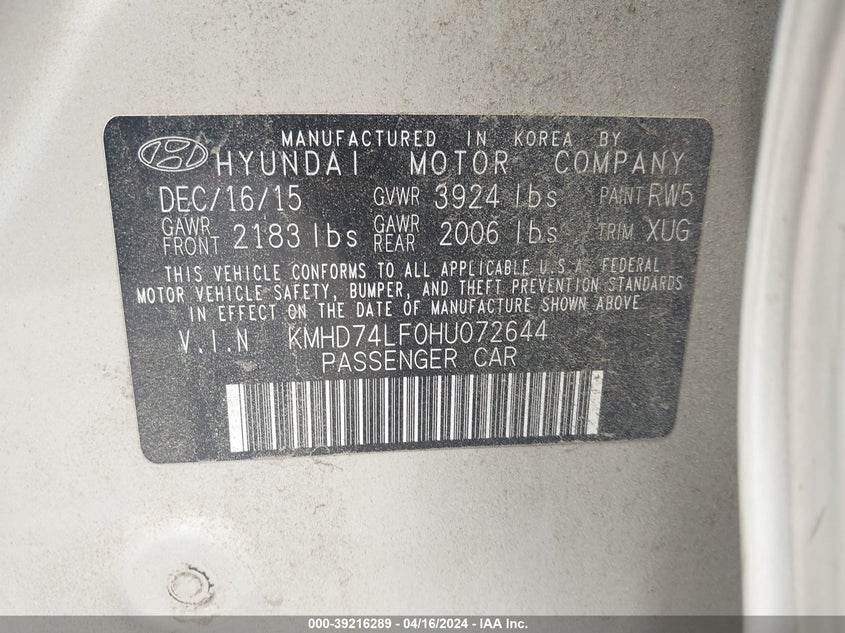 MANUFACTURED IN KOREA BY
HYUNDAI MOTOR COMPANY
DEC/16/15 GVWR 3924 lbs PAINT RW5
GAWR FRONT 2183 lbs GAWR REAR 2006 lbs TRIM XUG
THIS VEHICLE CONFORMS TO ALL APPLICABLE U.S.A. FEDERAL
MOTOR VEHICLE SAFETY, BUMPER, AND THEFT PREVENTION STANDARDS
IN EFFECT ON THE DATE OF MANUFACTURE SHOWN ABOVE
V.I.N KMHD74LF0HU072644
PASSENGER CAR
000-39216289 - 04/16/2024 - IAA, Inc.